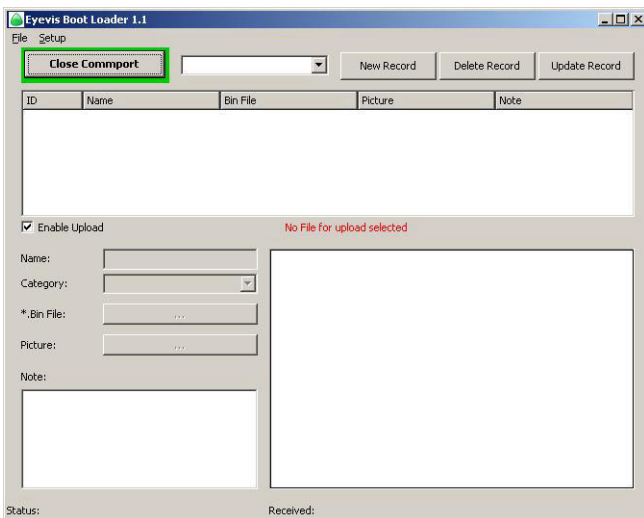 Eyevis Boot Loader 1.1
File Setup
Close Commport New Record Delete Record Update Record
ID Name Bin File Picture Note
Enable Upload No File for upload selected
Name:
Category:
*.Bin File: ...
Picture: ...
Note:
Status: Received: